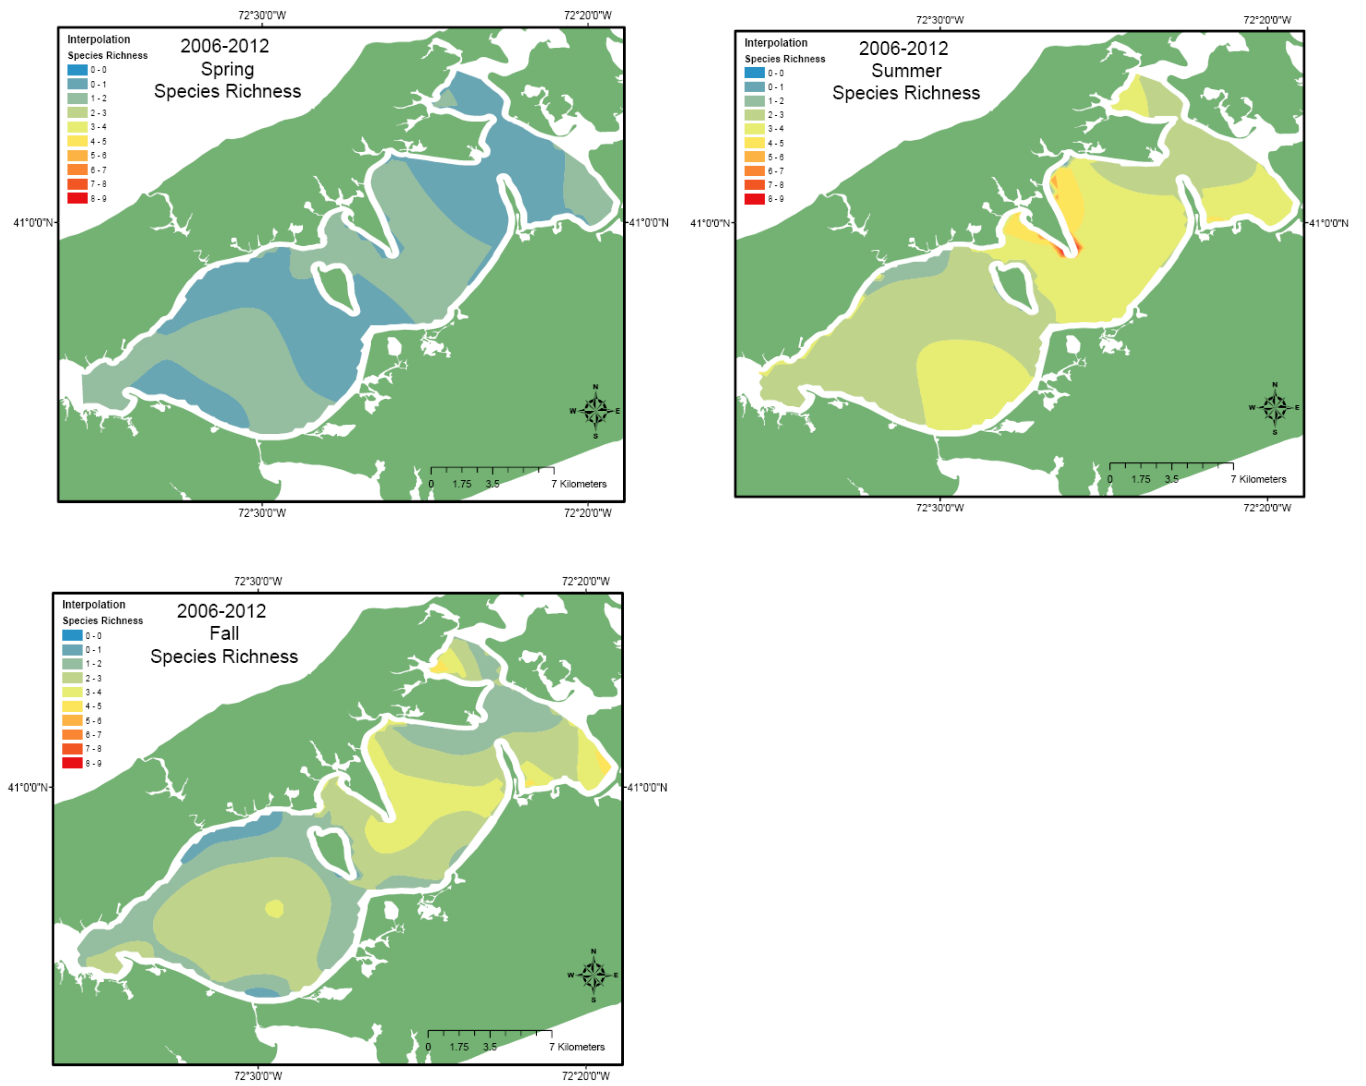 72°30'0"W
72°20'0"W
Interpolation
Species Richness
0 - 0
0 - 1
1 - 2
2 - 3
3 - 4
4 - 5
5 - 6
6 - 7
7 - 8
8 - 9
2006-2012
Spring
Species Richness
41°0'0"N
41°0'0"N
N
W
E
S
0 1.75 3.5 7 Kilometers
72°30'0"W
72°20'0"W
72°30'0"W
72°20'0"W
Interpolation
Species Richness
0 - 0
0 - 1
1 - 2
2 - 3
3 - 4
4 - 5
5 - 6
6 - 7
7 - 8
8 - 9
2006-2012
Summer
Species Richness
41°0'0"N
41°0'0"N
N
W
E
S
0 1.75 3.5 7 Kilometers
72°30'0"W
72°20'0"W
72°30'0"W
72°20'0"W
Interpolation
Species Richness
0 - 0
0 - 1
1 - 2
2 - 3
3 - 4
4 - 5
5 - 6
6 - 7
7 - 8
8 - 9
2006-2012
Fall
Species Richness
41°0'0"N
41°0'0"N
N
W
E
S
0 1.75 3.5 7 Kilometers
72°30'0"W
72°20'0"W